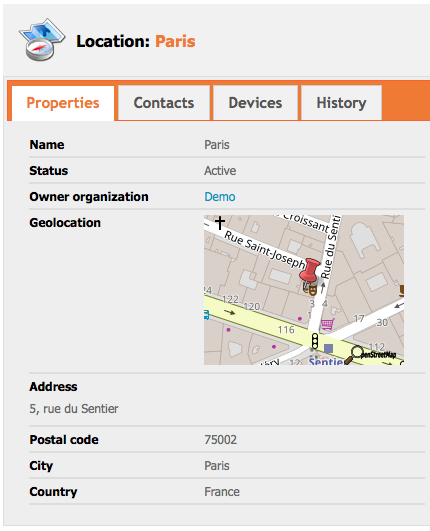 Location: Paris
Properties Contacts Devices History
Name Paris
Status Active
Owner organization Demo
Geolocation
Croissant
Rue Saint-Joseph
Rue du Sentier
124
122
120
116
17
30
112
Sentier
OpenStreetMap
Address
5, rue du Sentier
Postal code 75002
City Paris
Country France